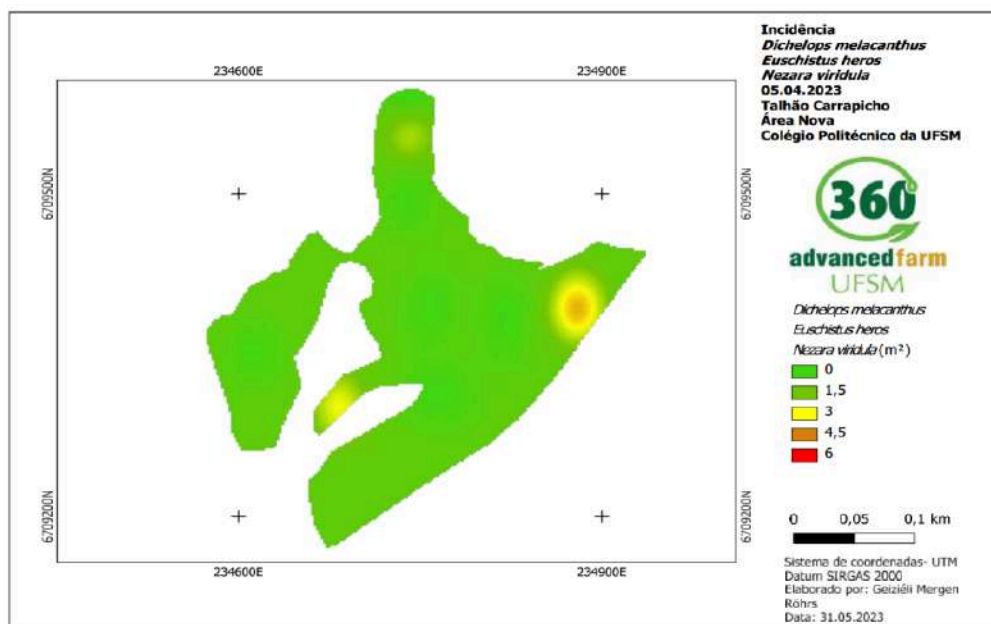 Incidência
Dichelops melacanthus
Euschistus heros
Nezara viridula
05.04.2023
Talhão Carrapicho
Área Nova
Colégio Politécnico da UFSM
234600E
234900E
6709500N
6709500N
360°
advancedfarm
UFSM
Dichelops melacanthus
Euschistus heros
Nezara viridula (m²)
0
1,5
3
4,5
6
6709200N
6709200N
234600E
234900E
0 0,05 0,1 km
Sistema de coordenadas- UTM
Datum SIRGAS 2000
Elaborado por: Geiziéli Mergen
Röhrs
Data: 31.05.2023